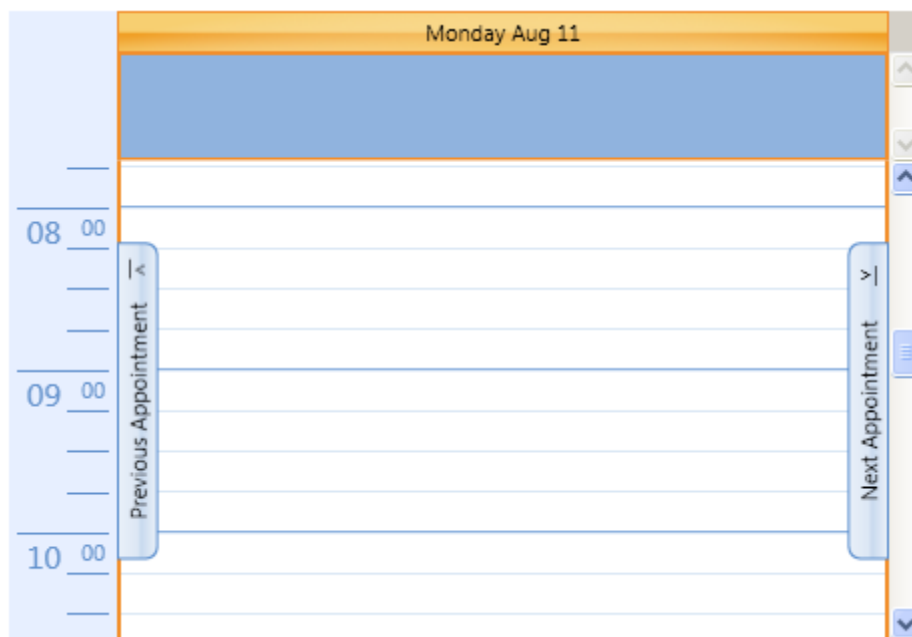 Monday Aug 11
08 00
Previous Appointment
Next Appointment
09 00
10 00